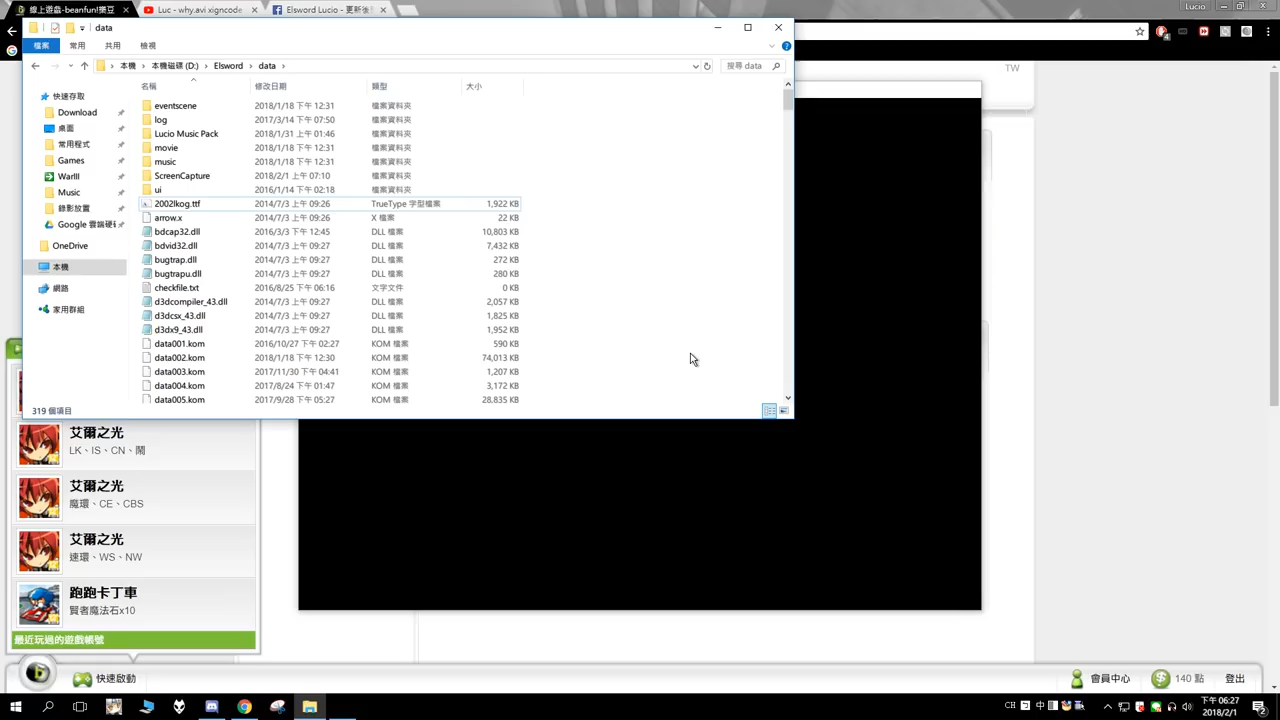 線上遊戲-beanfun!樂豆
Luc - why.avi xigncode
Elsword Lucio - 更新後
Lucio
data
檔案
常用
共用
檢視
本機
本機磁碟 (D:)
Elsword
data
搜尋 data
TW
名稱
修改日期
類型
大小
快速存取
Download
桌面
常用程式
Games
WarIII
Music
錄影放置
Google 雲端硬碟
OneDrive
本機
網路
家用群組
eventscene 2018/1/18 下午 12:31 檔案資料夾
log 2017/3/14 下午 07:50 檔案資料夾
Lucio Music Pack 2018/1/31 上午 01:46 檔案資料夾
movie 2018/1/18 下午 12:31 檔案資料夾
music 2018/1/18 下午 12:31 檔案資料夾
ScreenCapture 2018/2/1 上午 07:10 檔案資料夾
ui 2016/1/14 下午 02:18 檔案資料夾
2002lkog.ttf 2014/7/3 上午 09:26 TrueType 字型檔案 1,922 KB
arrow.x 2014/7/3 上午 09:26 X 檔案 22 KB
bdcap32.dll 2016/3/3 下午 12:45 DLL 檔案 10,803 KB
bdvid32.dll 2014/7/3 上午 09:27 DLL 檔案 7,432 KB
bugtrap.dll 2014/7/3 上午 09:27 DLL 檔案 272 KB
bugtrapu.dll 2014/7/3 上午 09:27 DLL 檔案 280 KB
checkfile.txt 2016/8/25 下午 06:16 文字文件 0 KB
d3dcompiler_43.dll 2014/7/3 上午 09:27 DLL 檔案 2,057 KB
d3dcsx_43.dll 2014/7/3 上午 09:27 DLL 檔案 1,825 KB
d3dx9_43.dll 2014/7/3 上午 09:27 DLL 檔案 1,952 KB
data001.kom 2016/10/27 下午 02:27 KOM 檔案 590 KB
data002.kom 2018/1/18 下午 12:30 KOM 檔案 74,013 KB
data003.kom 2017/11/30 下午 04:41 KOM 檔案 1,207 KB
data004.kom 2017/8/24 下午 01:47 KOM 檔案 3,172 KB
data005.kom 2017/9/28 下午 05:27 KOM 檔案 28,835 KB
319 個項目
艾爾之光
LK、IS、CN、鬧
艾爾之光
魔環、CE、CBS
艾爾之光
速環、WS、NW
跑跑卡丁車
賢者魔法石x10
最近玩過的遊戲帳號
快速啟動
會員中心
140 點
登出
CH
中
下午 06:27
2018/2/1
2